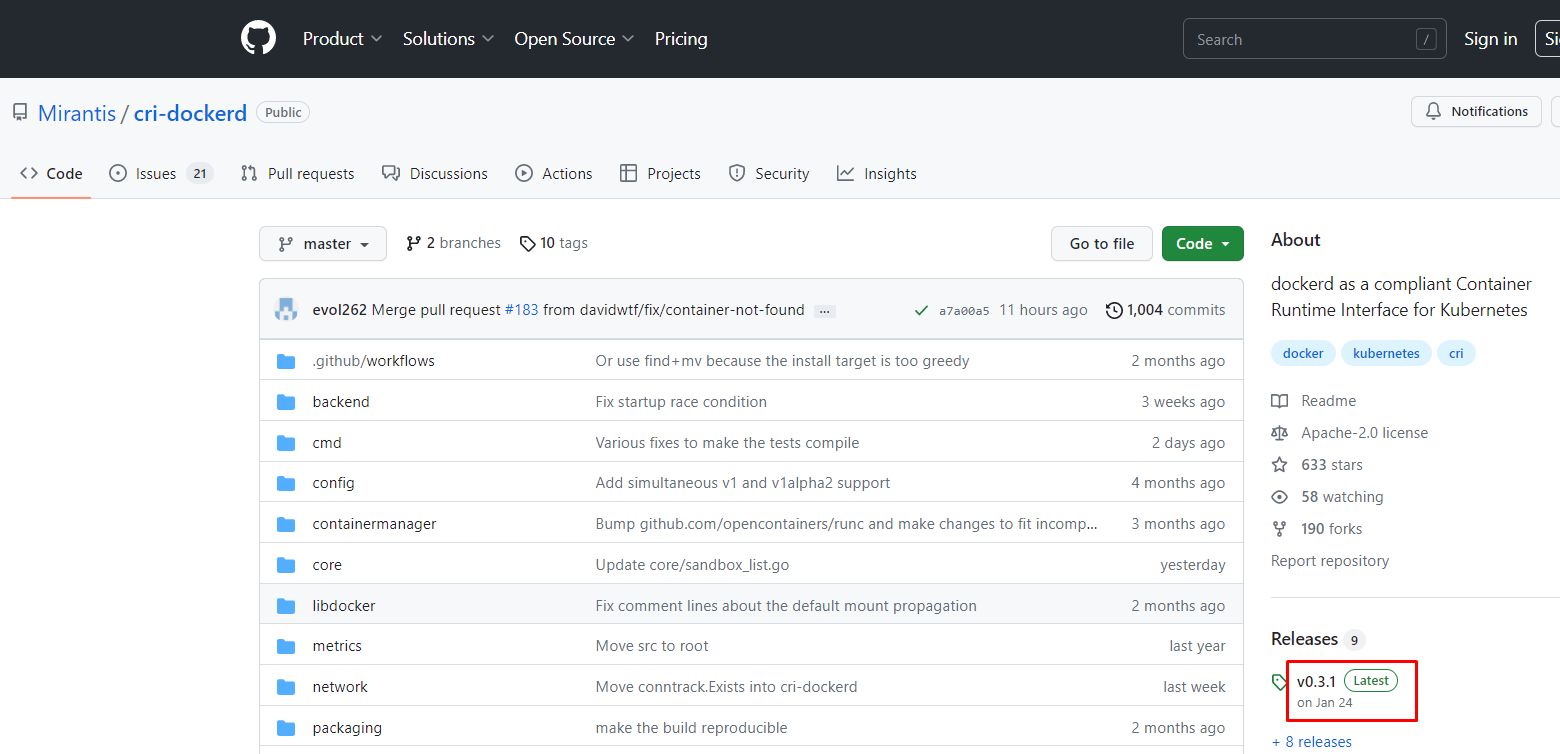 Product Solutions Open Source Pricing Search / Sign in
Mirantis / cri-dockerd Public Notifications
Code Issues 21 Pull requests Discussions Actions Projects Security Insights
master 2 branches 10 tags Go to file Code
evol262 Merge pull request #183 from davidwtf/fix/container-not-found ... a7a00a5 11 hours ago 1,004 commits
.github/workflows Or use find+mv because the install target is too greedy 2 months ago
backend Fix startup race condition 3 weeks ago
cmd Various fixes to make the tests compile 2 days ago
config Add simultaneous v1 and v1alpha2 support 4 months ago
containermanager Bump github.com/opencontainers/runc and make changes to fit incomp... 3 months ago
core Update core/sandbox_list.go yesterday
libdocker Fix comment lines about the default mount propagation 2 months ago
metrics Move src to root last year
network Move conntrack.Exists into cri-dockerd last week
packaging make the build reproducible 2 months ago
About
dockerd as a compliant Container
Runtime Interface for Kubernetes
docker kubernetes cri
Readme
Apache-2.0 license
633 stars
58 watching
190 forks
Report repository
Releases 9
v0.3.1 Latest
on Jan 24
+ 8 releases